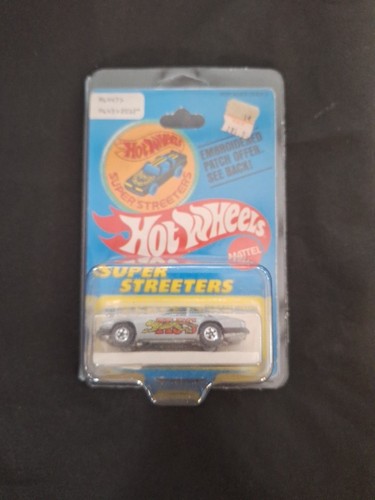 HOT WHEELS
SUPER STREETERS
EMBROIDERED
PATCH OFFER.
SEE BACK!
HOT WHEELS
MATTEL
SUPER
STREETERS